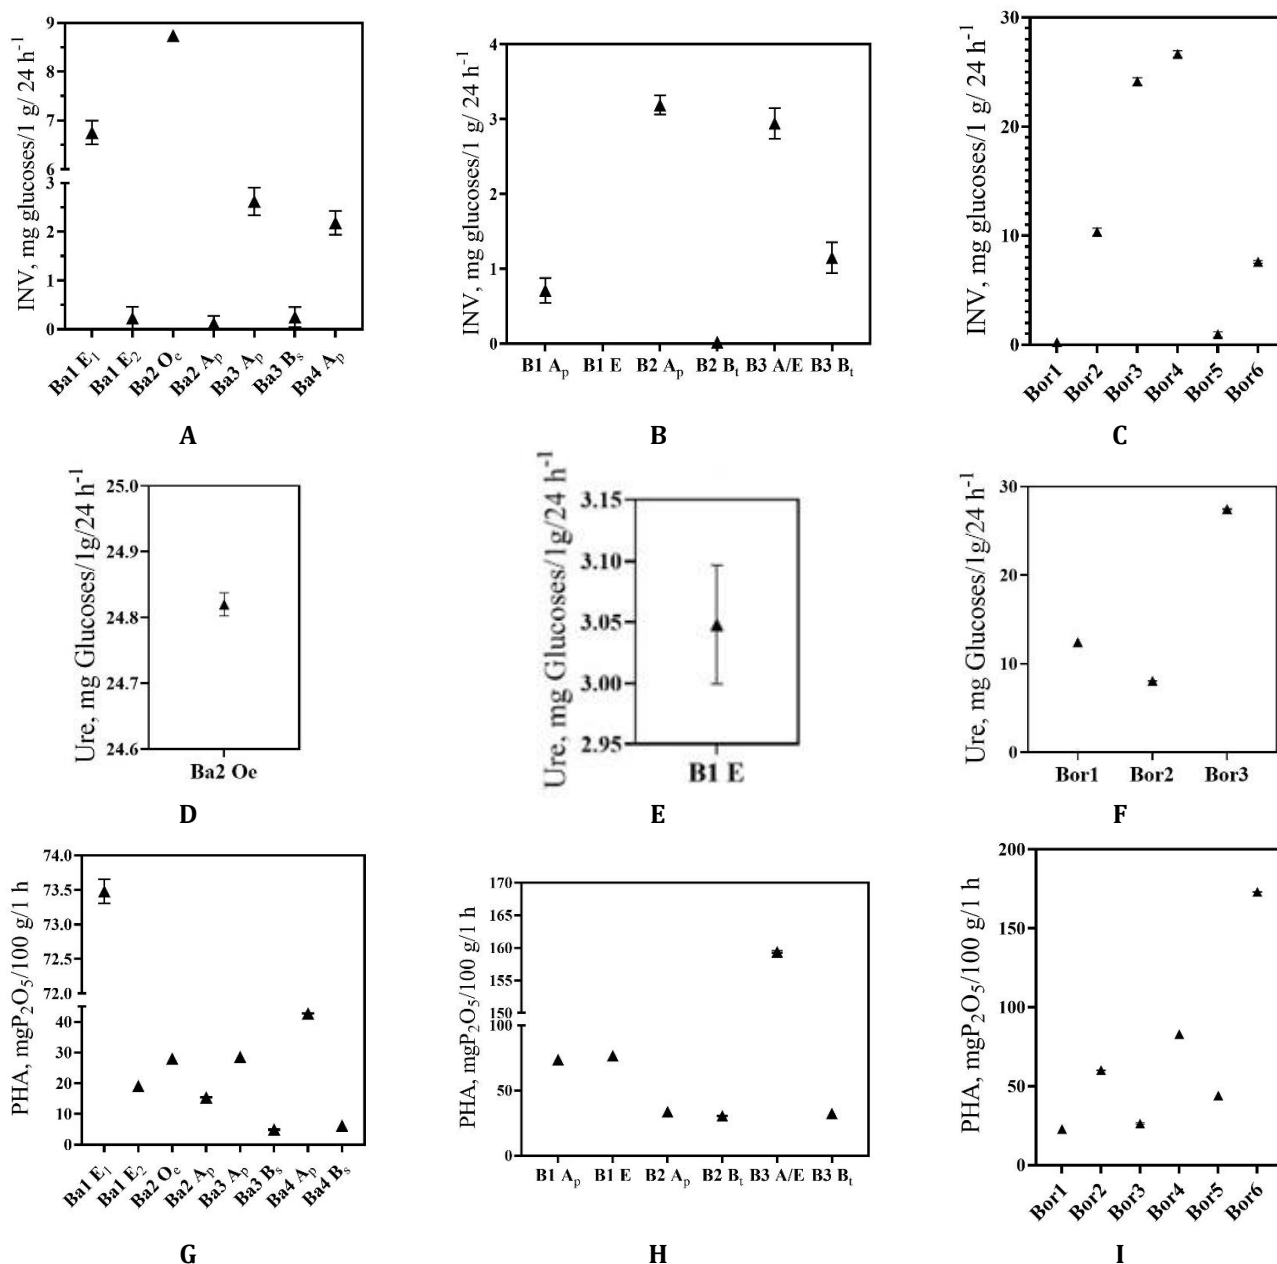 INV, mg glucoses/1 g/ 24 h⁻¹
9
8
7
6
3
2
1
0
Ba1 E₁
Ba1 E₂
Ba2 Oₑ
Ba2 Aₚ
Ba3 Aₚ
Ba3 Bₛ
Ba4 Aₚ
A
INV, mg glucoses/1 g/ 24 h⁻¹
4
3
2
1
0
B1 Aₚ B1 E B2 Aₚ B2 Bₜ B3 A/E B3 Bₜ
B
INV, mg glucoses/1 g/ 24 h⁻¹
30
20
10
0
Bor1
Bor2
Bor3
Bor4
Bor5
Bor6
C
Ure, mg Glucoses/1g/24 h⁻¹
25.0
24.9
24.8
24.7
24.6
Ba2 Oe
D
Ure, mg Glucoses/1g/24 h⁻¹
3.15
3.10
3.05
3.00
2.95
B1 E
E
Ure, mg Glucoses/1g/24 h⁻¹
30
20
10
0
Bor1 Bor2 Bor3
F
PHA, mgP₂O₅/100 g/1 h
74.0
73.5
73.0
72.5
72.0
40
30
20
10
0
Ba1 E₁
Ba1 E₂
Ba2 Oₑ
Ba2 Aₚ
Ba3 Aₚ
Ba3 Bₛ
Ba4 Aₚ
Ba4 Bₛ
G
PHA, mgP₂O₅/100 g/1 h
170
165
160
155
150
100
50
0
B1 Aₚ B1 E B2 Aₚ B2 Bₜ B3 A/E B3 Bₜ
H
PHA, mgP₂O₅/100 g/1 h
200
150
100
50
0
Bor1
Bor2
Bor3
Bor4
Bor5
Bor6
I